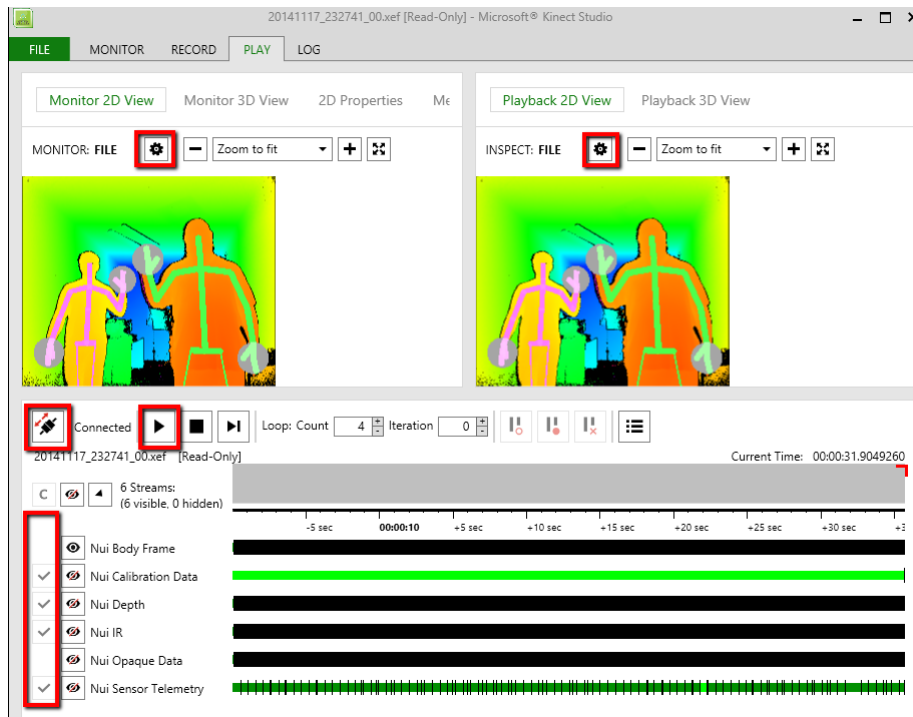 20141117_232741_00.xef [Read-Only] - Microsoft® Kinect Studio
FILE MONITOR RECORD PLAY LOG
Monitor 2D View Monitor 3D View 2D Properties Me
Playback 2D View Playback 3D View
MONITOR: FILE Zoom to fit
INSPECT: FILE Zoom to fit
Connected Loop: Count 4 Iteration 0
20141117_232741_00.xef [Read-Only] Current Time: 00:00:31.9049260
C 6 Streams:
(6 visible, 0 hidden)
-5 sec 00:00:10 +5 sec +10 sec +15 sec +20 sec +25 sec +30 sec +3
Nui Body Frame
Nui Calibration Data
Nui Depth
Nui IR
Nui Opaque Data
Nui Sensor Telemetry